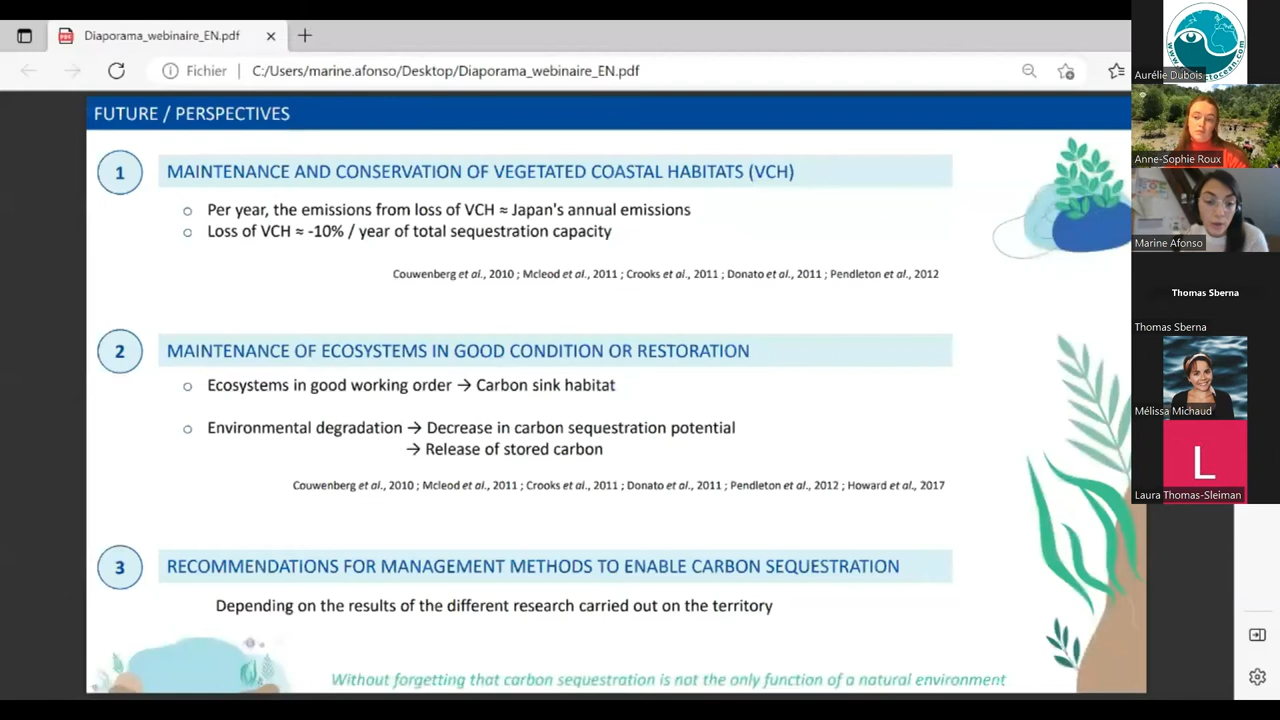 Diaporama_webinaire_EN.pdf
Fichier
C:/Users/marine.afonso/Desktop/Diaporama_webinaire_EN.pdf
FUTURE / PERSPECTIVES
1
MAINTENANCE AND CONSERVATION OF VEGETATED COASTAL HABITATS (VCH)
Per year, the emissions from loss of VCH ≈ Japan's annual emissions
Loss of VCH ≈ -10% / year of total sequestration capacity
Couwenberg et al., 2010 ; Mcleod et al., 2011 ; Crooks et al., 2011 ; Donato et al., 2011 ; Pendleton et al., 2012
2
MAINTENANCE OF ECOSYSTEMS IN GOOD CONDITION OR RESTORATION
Ecosystems in good working order → Carbon sink habitat
Environmental degradation → Decrease in carbon sequestration potential
→ Release of stored carbon
Couwenberg et al., 2010 ; Mcleod et al., 2011 ; Crooks et al., 2011 ; Donato et al., 2011 ; Pendleton et al., 2012 ; Howard et al., 2017
3
RECOMMENDATIONS FOR MANAGEMENT METHODS TO ENABLE CARBON SEQUESTRATION
Depending on the results of the different research carried out on the territory
Without forgetting that carbon sequestration is not the only function of a natural environment
Aurélie Dubois
Anne-Sophie Roux
Marine Afonso
Thomas Sberna
Thomas Sberna
Mélissa Michaud
L
Laura Thomas-Sleiman